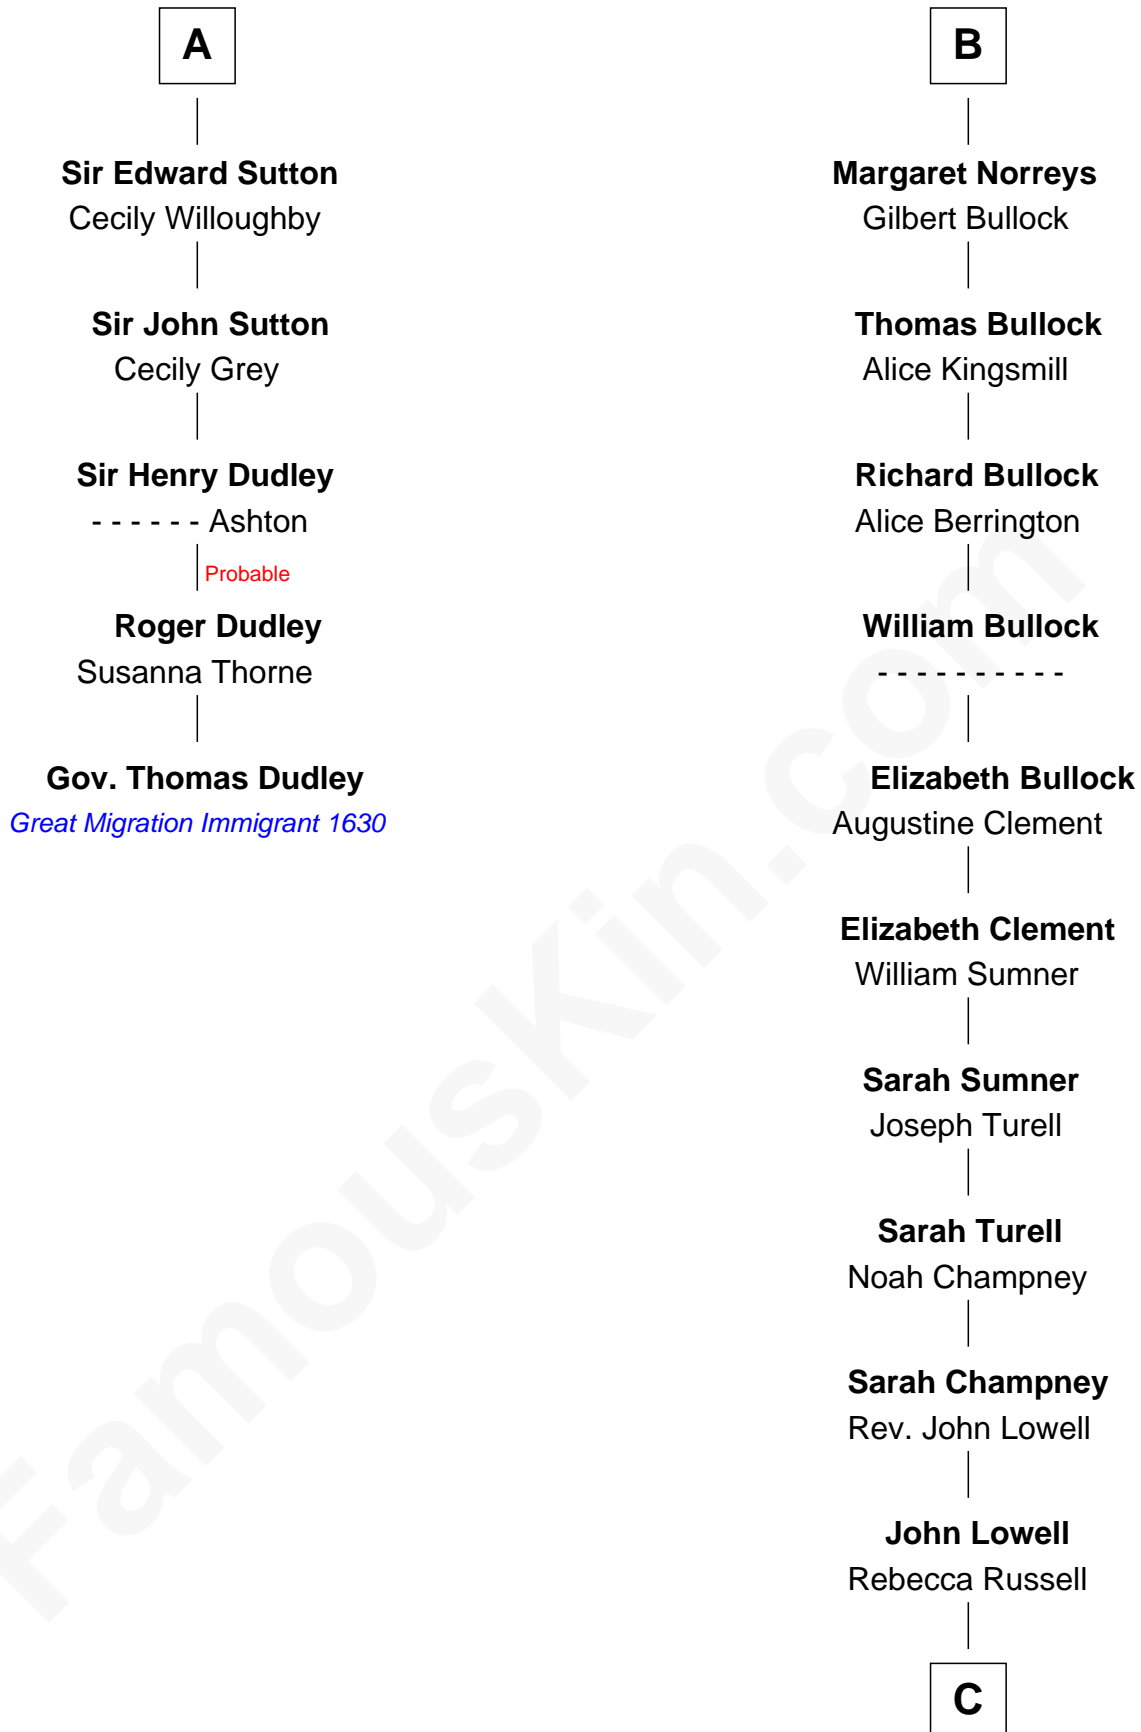 A
Sir Edward Sutton
Cecily Willoughby
Sir John Sutton
Cecily Grey
Sir Henry Dudley
- - - - - - Ashton
Probable
Roger Dudley
Susanna Thorne
Gov. Thomas Dudley
Great Migration Immigrant 1630
B
Margaret Norreys
Gilbert Bullock
Thomas Bullock
Alice Kingsmill
Richard Bullock
Alice Berrington
William Bullock
- - - - - - - - - -
Elizabeth Bullock
Augustine Clement
Elizabeth Clement
William Sumner
Sarah Sumner
Joseph Turell
Sarah Turell
Noah Champney
Sarah Champney
Rev. John Lowell
John Lowell
Rebecca Russell
C
FamousKin.com